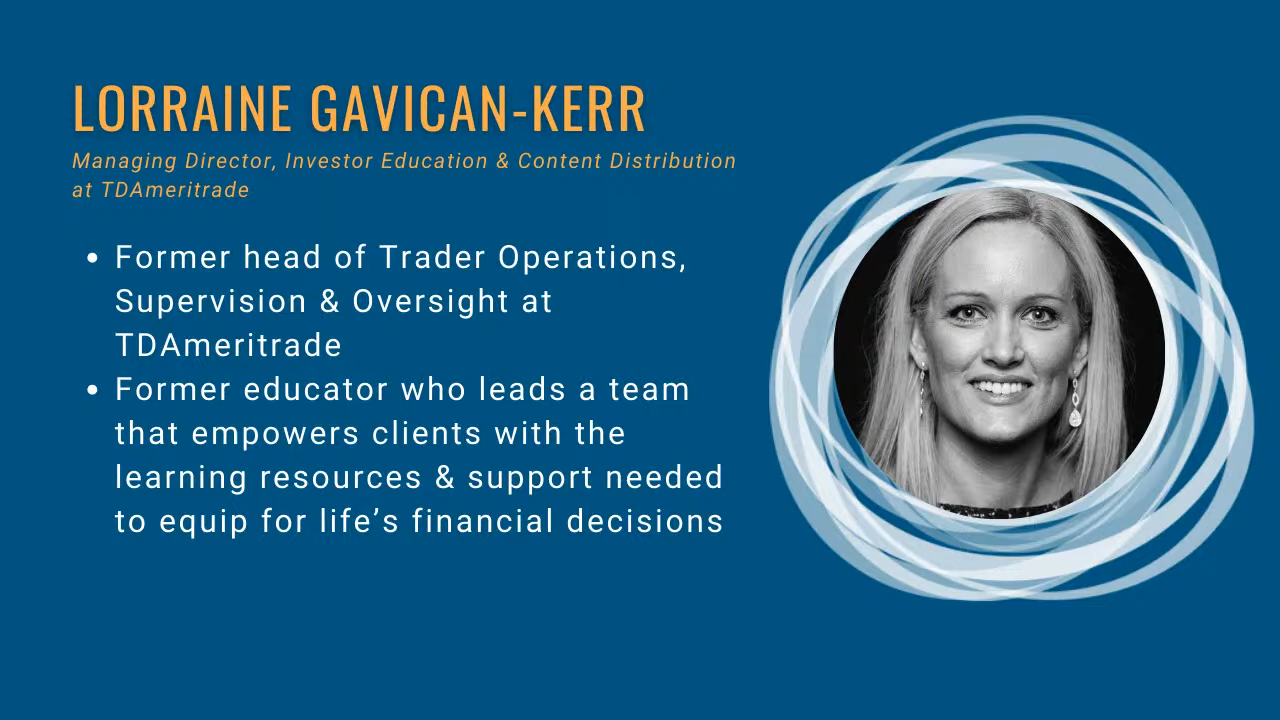 LORRAINE GAVICAN-KERR
Managing Director, Investor Education & Content Distribution
at TDAmeritrade
• Former head of Trader Operations,
Supervision & Oversight at
TDAmeritrade
• Former educator who leads a team
that empowers clients with the
learning resources & support needed
to equip for life’s financial decisions